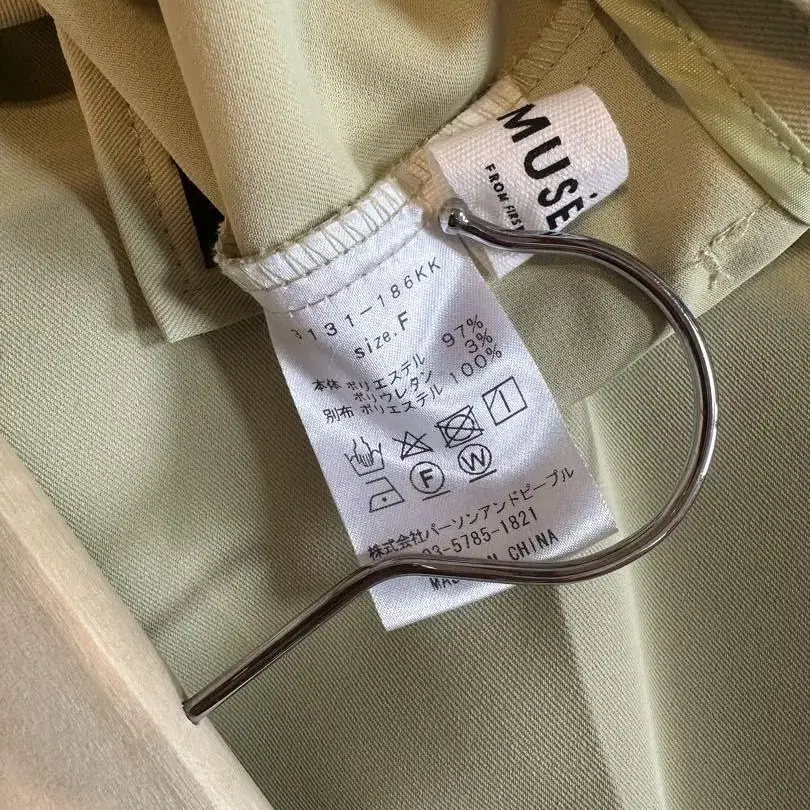 MUSé
FROM FIRST
3131-186KK
size.F
本体 ポリエステル 97%
ポリウレタン 3%
別布 ポリエステル 100%
F W
株式会社パーソンアンドピープル
03-5785-1821
CHINA